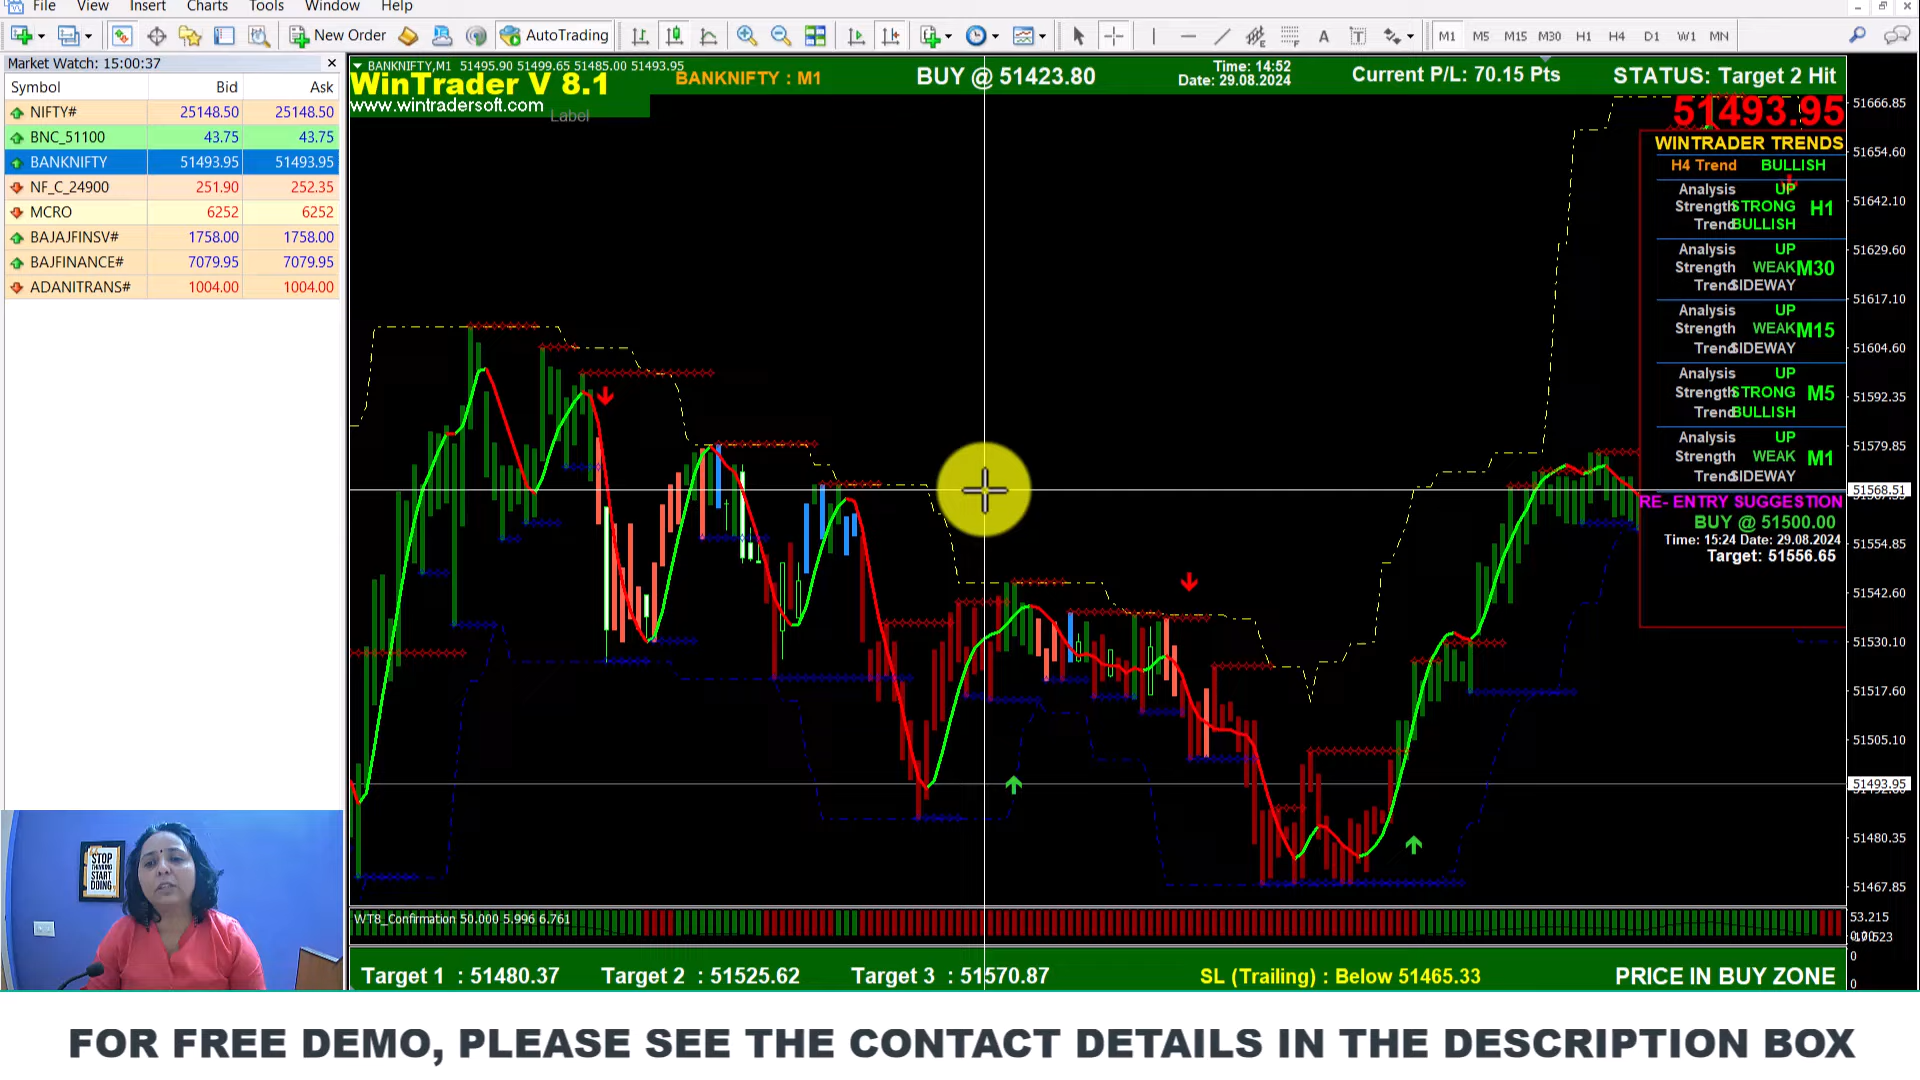 File View Insert Charts Tools Window Help
New Order AutoTrading A T M1 M5 M15 M30 H1 H4 D1 W1 MN
Market Watch: 15:00:37
Symbol Bid Ask
NIFTY# 25148.50 25148.50
BNC_51100 43.75 43.75
BANKNIFTY 51493.95 51493.95
NF_C_24900 251.90 252.35
MCRO 6252 6252
BAJAJFINSV# 1758.00 1758.00
BAJFINANCE# 7079.95 7079.95
ADANITRANS# 1004.00 1004.00
BANKNIFTY,M1 51495.90 51499.65 51485.00 51493.95
WinTrader V 8.1
www.wintradersoft.com
Label
BANKNIFTY : M1
BUY @ 51423.80
Time: 14:52
Date: 29.08.2024
Current P/L: 70.15 Pts
STATUS: Target 2 Hit
51493.95
WINTRADER TRENDS
H4 Trend BULLISH
Analysis UP
Strength STRONG H1
Trend BULLISH
Analysis UP
Strength WEAK M30
Trend SIDEWAY
Analysis UP
Strength WEAK M15
Trend SIDEWAY
Analysis UP
Strength STRONG M5
Trend BULLISH
Analysis UP
Strength WEAK M1
Trend SIDEWAY
RE- ENTRY SUGGESTION
BUY @ 51500.00
Time: 15:24 Date: 29.08.2024
Target: 51556.65
51666.85
51654.60
51642.10
51629.60
51617.10
51604.60
51592.35
51579.85
51568.51
51554.85
51542.60
51530.10
51517.60
51505.10
51493.95
51480.35
51467.85
STOP
THINKING
START
DOING
WT8_Confirmation 50.000 5.996 6.761
53.215
0
0
Target 1 : 51480.37 Target 2 : 51525.62 Target 3 : 51570.87 SL (Trailing) : Below 51465.33 PRICE IN BUY ZONE
FOR FREE DEMO, PLEASE SEE THE CONTACT DETAILS IN THE DESCRIPTION BOX